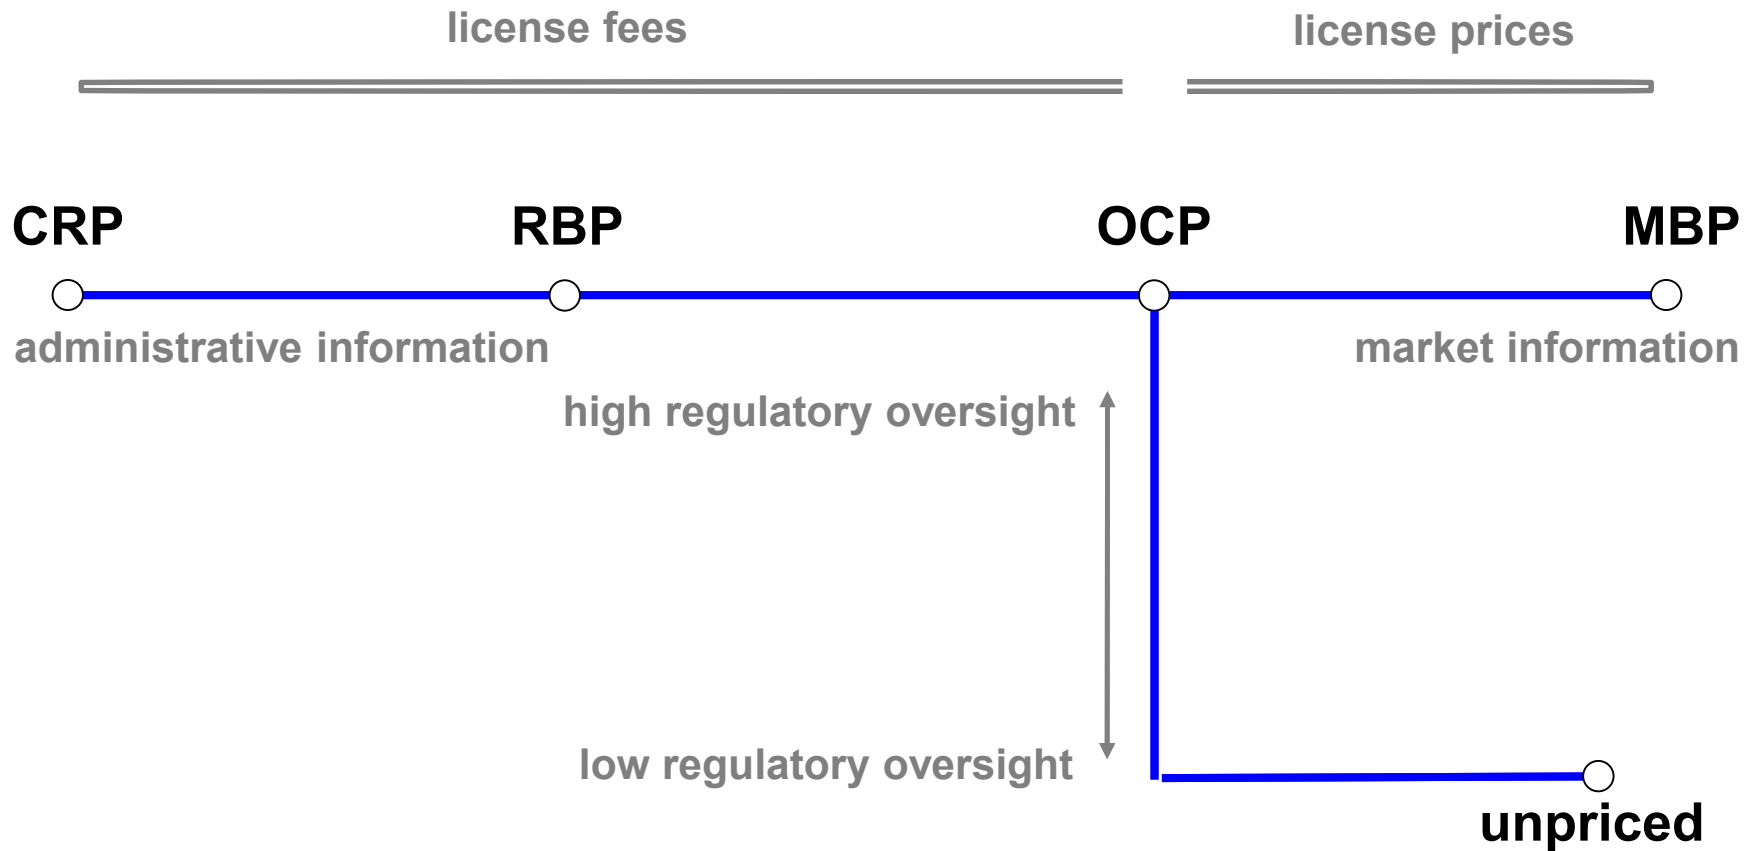 license fees
license prices
CRP
RBP
OCP
MBP
administrative information
market information
high regulatory oversight
low regulatory oversight
unpriced